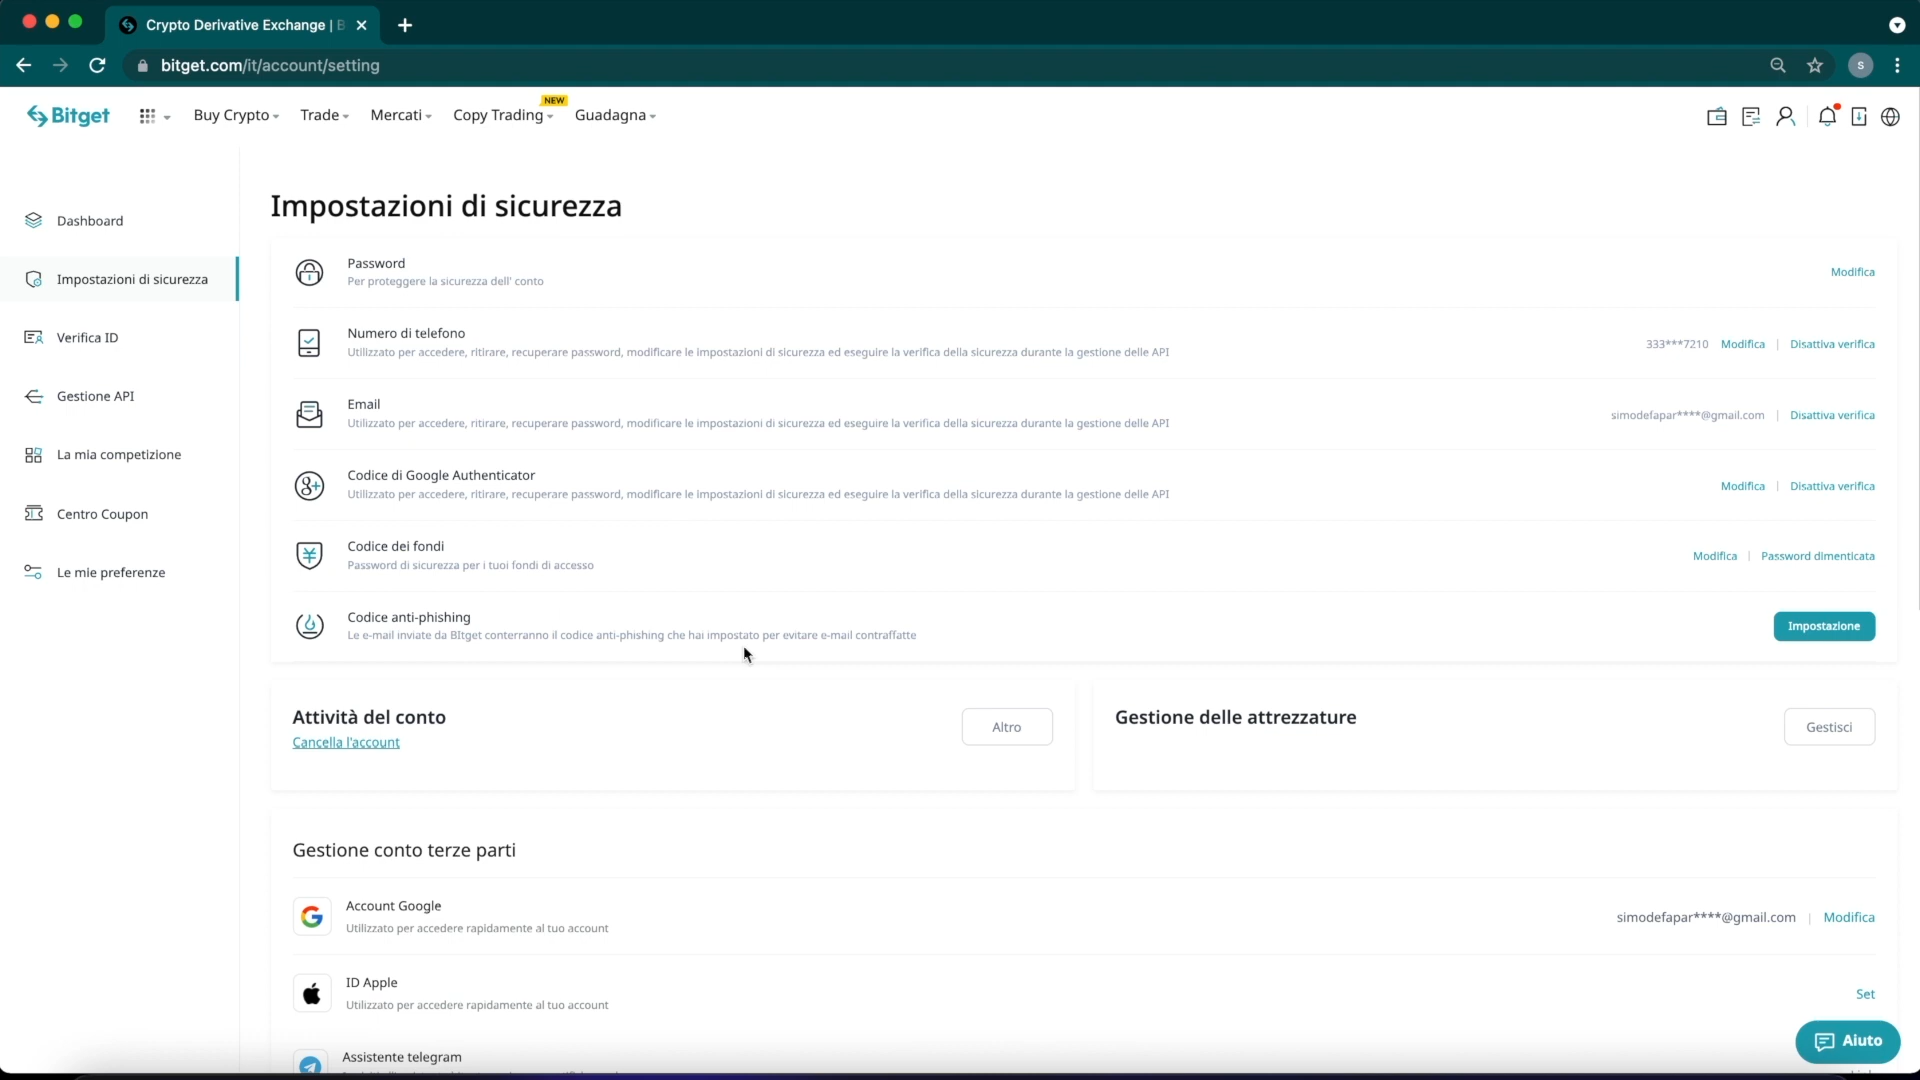 Crypto Derivative Exchange | B
bitget.com/it/account/setting
S
Bitget
Buy Crypto
Trade
Mercati
Copy Trading
NEW
Guadagna
Dashboard
Impostazioni di sicurezza
Verifica ID
Gestione API
La mia competizione
Centro Coupon
Le mie preferenze
Impostazioni di sicurezza
Password
Per proteggere la sicurezza dell' conto
Modifica
Numero di telefono
Utilizzato per accedere, ritirare, recuperare password, modificare le impostazioni di sicurezza ed eseguire la verifica della sicurezza durante la gestione delle API
333***7210 Modifica | Disattiva verifica
Email
Utilizzato per accedere, ritirare, recuperare password, modificare le impostazioni di sicurezza ed eseguire la verifica della sicurezza durante la gestione delle API
simodefapar****@gmail.com | Disattiva verifica
Codice di Google Authenticator
Utilizzato per accedere, ritirare, recuperare password, modificare le impostazioni di sicurezza ed eseguire la verifica della sicurezza durante la gestione delle API
Modifica | Disattiva verifica
Codice dei fondi
Password di sicurezza per i tuoi fondi di accesso
Modifica | Password dimenticata
Codice anti-phishing
Le e-mail inviate da BItget conterranno il codice anti-phishing che hai impostato per evitare e-mail contraffatte
Impostazione
Attività del conto
Cancella l'account
Altro
Gestione delle attrezzature
Gestisci
Gestione conto terze parti
Account Google
Utilizzato per accedere rapidamente al tuo account
simodefapar****@gmail.com | Modifica
ID Apple
Utilizzato per accedere rapidamente al tuo account
Set
Assistente telegram
Aiuto